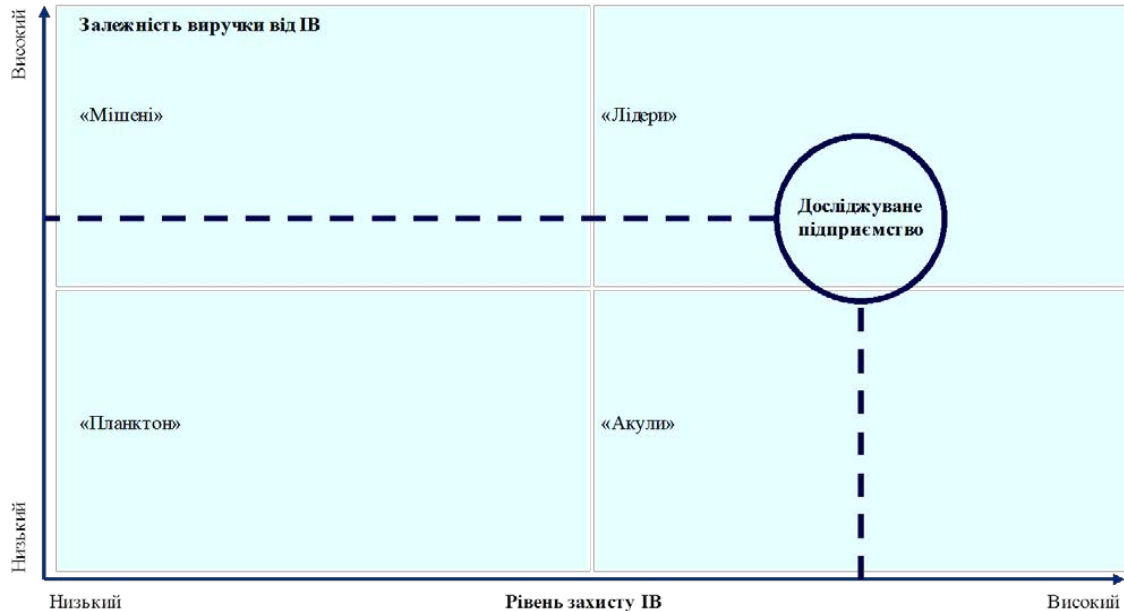 Високий
Залежність виручки від ІВ
«Мішені»
«Лідери»
Досліджуване
підприємство
«Планктон»
«Акули»
Низький
Низький
Рівень захисту ІВ
Високий